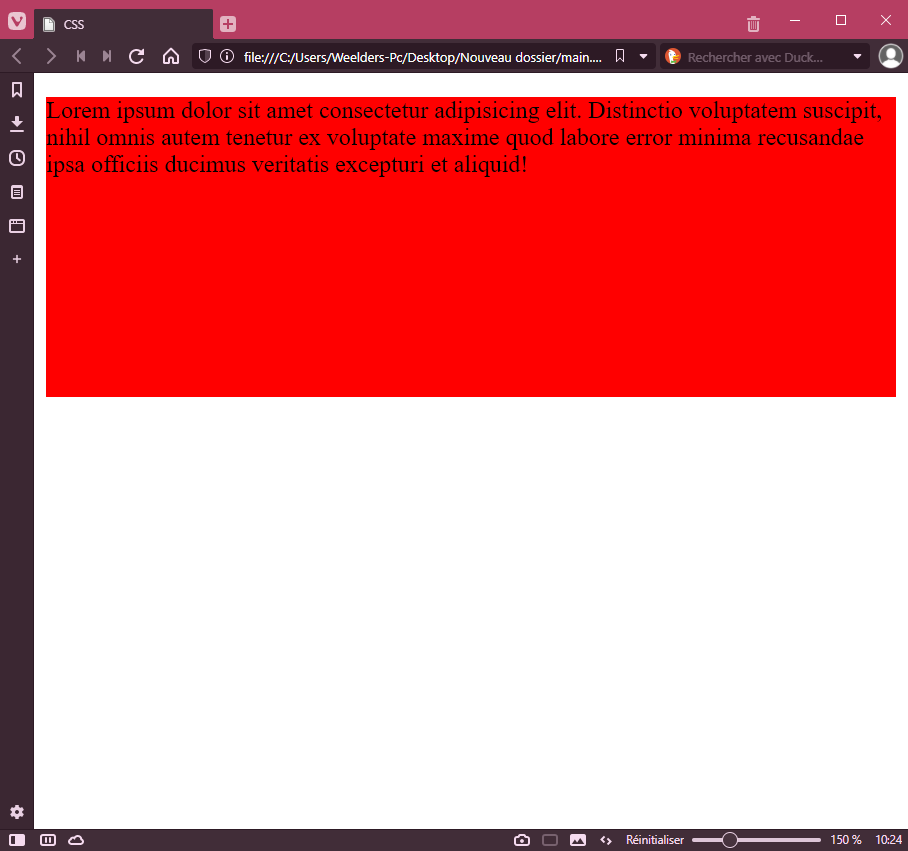 CSS
file:///C:/Users/Weelders-Pc/Desktop/Nouveau dossier/main....
Rechercher avec Duck...
Lorem ipsum dolor sit amet consectetur adipisicing elit. Distinctio voluptatem suscipit,
nihil omnis autem tenetur ex voluptate maxime quod labore error minima recusandae
ipsa officiis ducimus veritatis excepturi et aliquid!
Réinitialiser
150 %
10:24